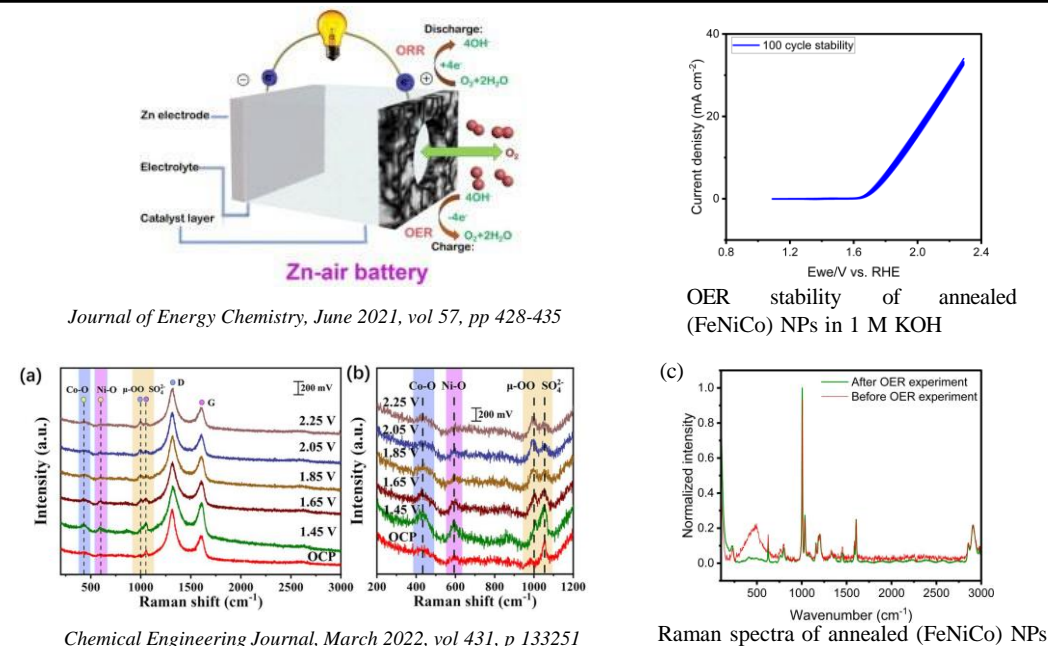 Discharge:
4OH-
ORR
+4e-
O2+2H2O
⊖
e-
e-
⊕
Zn electrode
Electrolyte
Catalyst layer
O2
4OH-
-4e-
OER
O2+2H2O
Charge:
Zn-air battery
Journal of Energy Chemistry, June 2021, vol 57, pp 428-435
40
20
0
100 cycle stability
Current denisty (mA cm-2)
0.8 1.2 1.6 2.0 2.4
Ewe/V vs. RHE
OER stability of annealed
(FeNiCo) NPs in 1 M KOH
(a)
Co-O Ni-O μ-OO SO4 2-
D
G
200 mV
2.25 V
2.05 V
1.85 V
1.65 V
1.45 V
OCP
Intensity (a.u.)
500 1000 1500 2000 2500 3000
Raman shift (cm-1)
(b)
Co-O Ni-O μ-OO SO4 2-
200 mV
2.25 V
2.05 V
1.85 V
1.65 V
1.45 V
OCP
Intensity (a.u.)
200 400 600 800 1000 1200
Raman shift (cm-1)
Chemical Engineering Journal, March 2022, vol 431, p 133251
(c)
After OER experiment
Before OER experiment
1.0
0.8
0.6
0.4
0.2
0.0
Normalized intensity
500 1000 1500 2000 2500 3000
Wavenumber (cm-1)
Raman spectra of annealed (FeNiCo) NPs